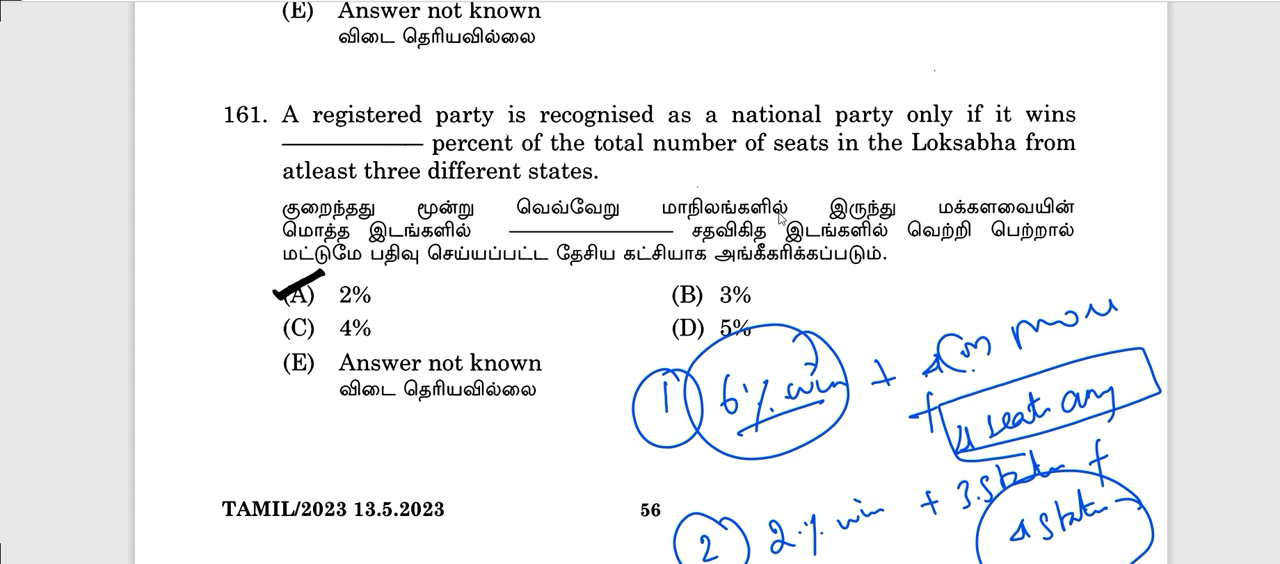 (E) Answer not known
விடை தெரியவில்லை
161. A registered party is recognised as a national party only if it wins
———— percent of the total number of seats in the Loksabha from
atleast three different states.
குறைந்தது மூன்று வெவ்வேறு மாநிலங்களில் இருந்து மக்களவையின்
மொத்த இடங்களில் ———— சதவிகித இடங்களில் வெற்றி பெற்றால்
மட்டுமே பதிவு செய்யப்பட்ட தேசிய கட்சியாக அங்கீகரிக்கப்படும்.
(A) 2% (B) 3%
(C) 4% (D) 5%
(E) Answer not known
விடை தெரியவில்லை
1 6% win + 4 more
+ 4 seat any
2 2% win + 3 state +
4 state
TAMIL/2023 13.5.2023 56